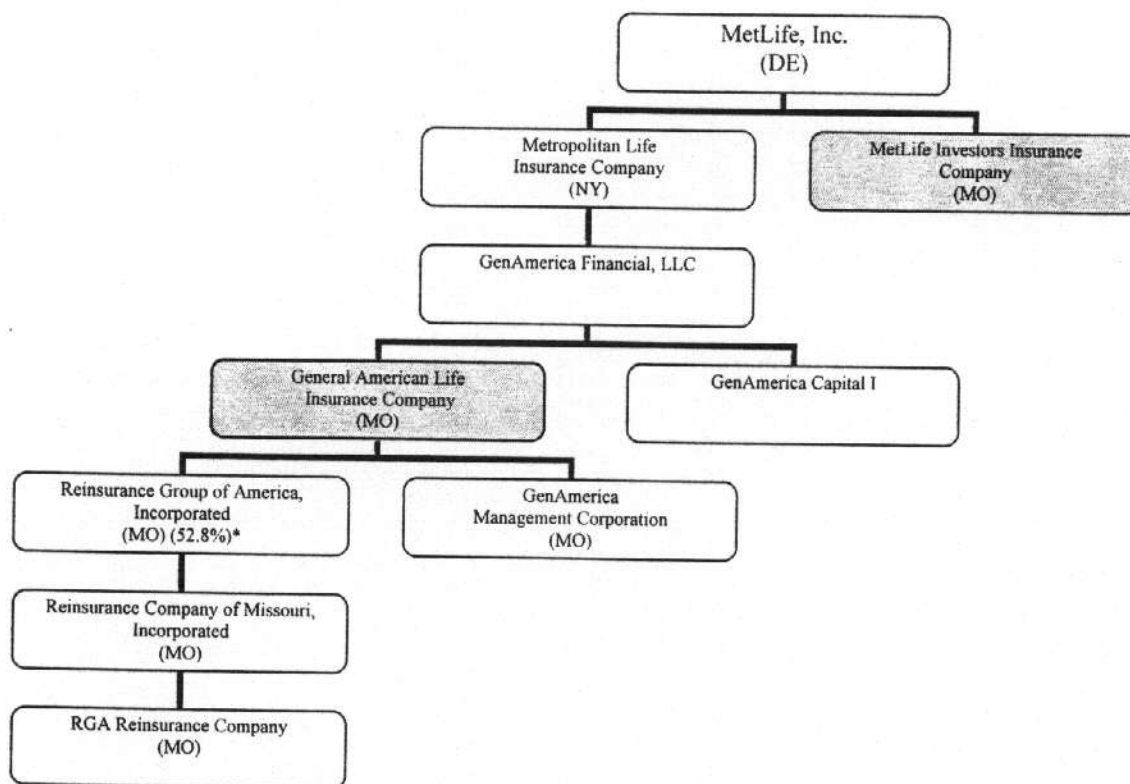 MetLife, Inc.
(DE)
Metropolitan Life
Insurance Company
(NY)
MetLife Investors Insurance
Company
(MO)
GenAmerica Financial, LLC
General American Life
Insurance Company
(MO)
GenAmerica Capital I
Reinsurance Group of America,
Incorporated
(MO) (52.8%)*
GenAmerica
Management Corporation
(MO)
Reinsurance Company of Missouri,
Incorporated
(MO)
RGA Reinsurance Company
(MO)